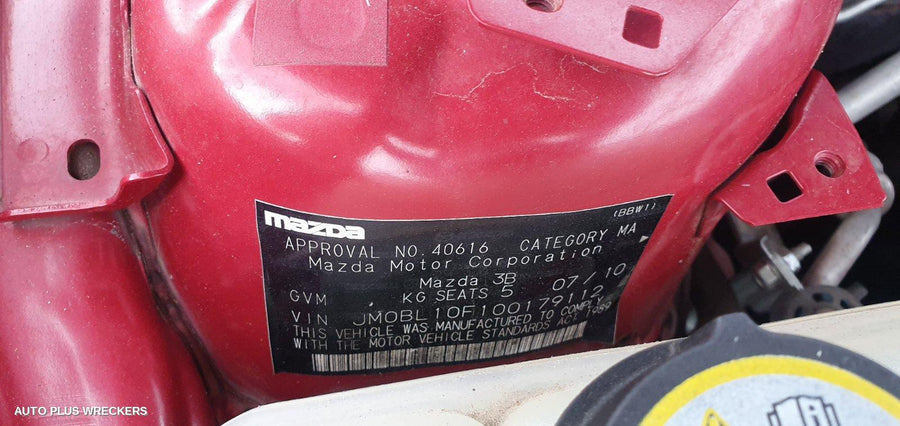 mazda
(BBW1)
APPROVAL NO. 40616 CATEGORY MA
Mazda Motor Corporation
Mazda 3B
GVM KG SEATS 5 07/10
VIN JM0BL10F100179112
THIS VEHICLE WAS MANUFACTURED TO COMPLY
WITH THE MOTOR VEHICLE STANDARDS ACT 1989
AUTO PLUS WRECKERS